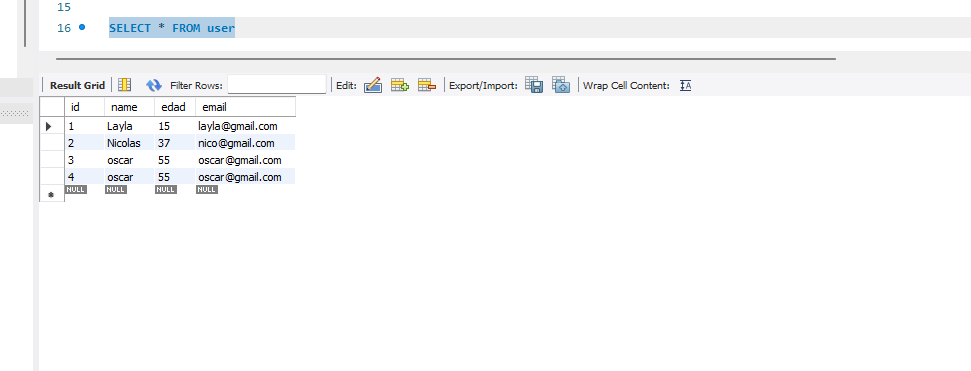 15
16 SELECT * FROM user
Result Grid Filter Rows: Edit: Export/Import: Wrap Cell Content:
id name edad email
1 Layla 15 layla@gmail.com
2 Nicolas 37 nico@gmail.com
3 oscar 55 oscar@gmail.com
4 oscar 55 oscar@gmail.com
NULL NULL NULL NULL